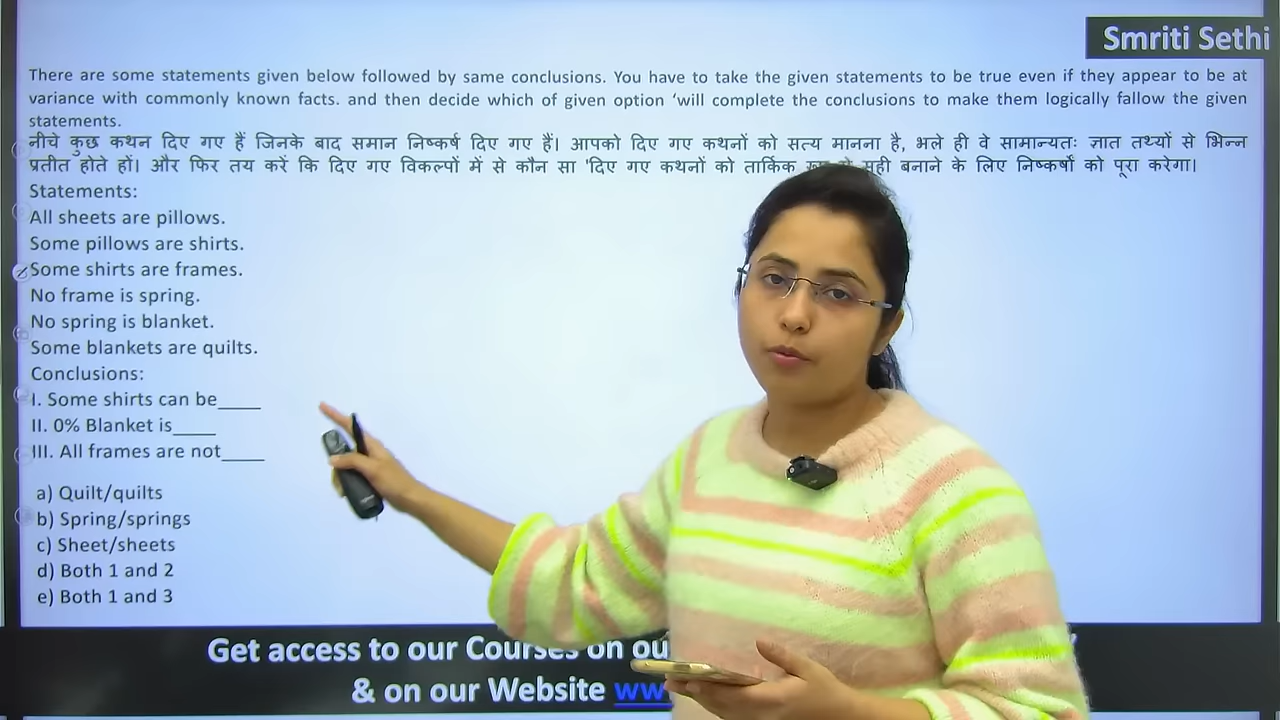 Smriti Sethi
There are some statements given below followed by same conclusions. You have to take the given statements to be true even if they appear to be at
variance with commonly known facts. and then decide which of given option ‘will complete the conclusions to make them logically fallow the given
statements.
नीचे कुछ कथन दिए गए हैं जिनके बाद समान निष्कर्ष दिए गए हैं। आपको दिए गए कथनों को सत्य मानना है, भले ही वे सामान्यतः ज्ञात तथ्यों से भिन्न
प्रतीत होते हों। और फिर तय करें कि दिए गए विकल्पों में से कौन सा 'दिए गए कथनों को तार्किक सही बनाने के लिए निष्कर्षों को पूरा करेगा।
Statements:
All sheets are pillows.
Some pillows are shirts.
Some shirts are frames.
No frame is spring.
No spring is blanket.
Some blankets are quilts.
Conclusions:
I. Some shirts can be____
II. 0% Blanket is____
III. All frames are not____
a) Quilt/quilts
b) Spring/springs
c) Sheet/sheets
d) Both 1 and 2
e) Both 1 and 3
Get access to our Courses on ou
& on our Website ww